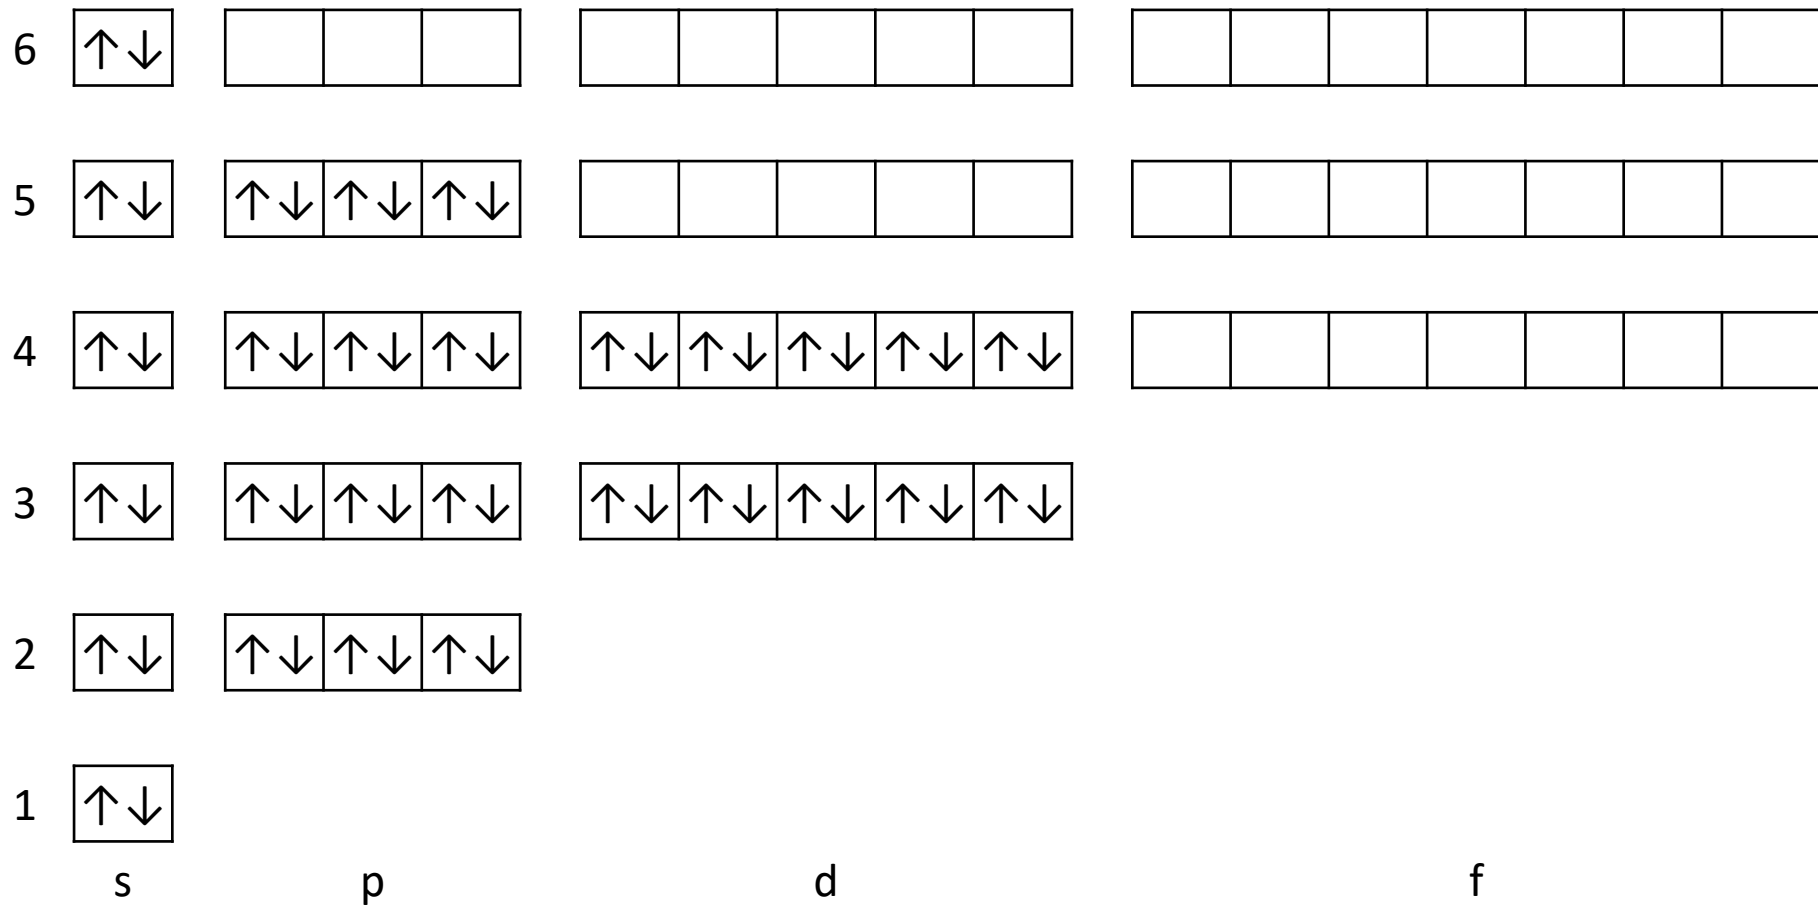 6 ↑↓
5 ↑↓ ↑↓ ↑↓ ↑↓
4 ↑↓ ↑↓ ↑↓ ↑↓ ↑↓ ↑↓ ↑↓ ↑↓ ↑↓
3 ↑↓ ↑↓ ↑↓ ↑↓ ↑↓ ↑↓ ↑↓ ↑↓ ↑↓
2 ↑↓ ↑↓ ↑↓ ↑↓
1 ↑↓
s p d f